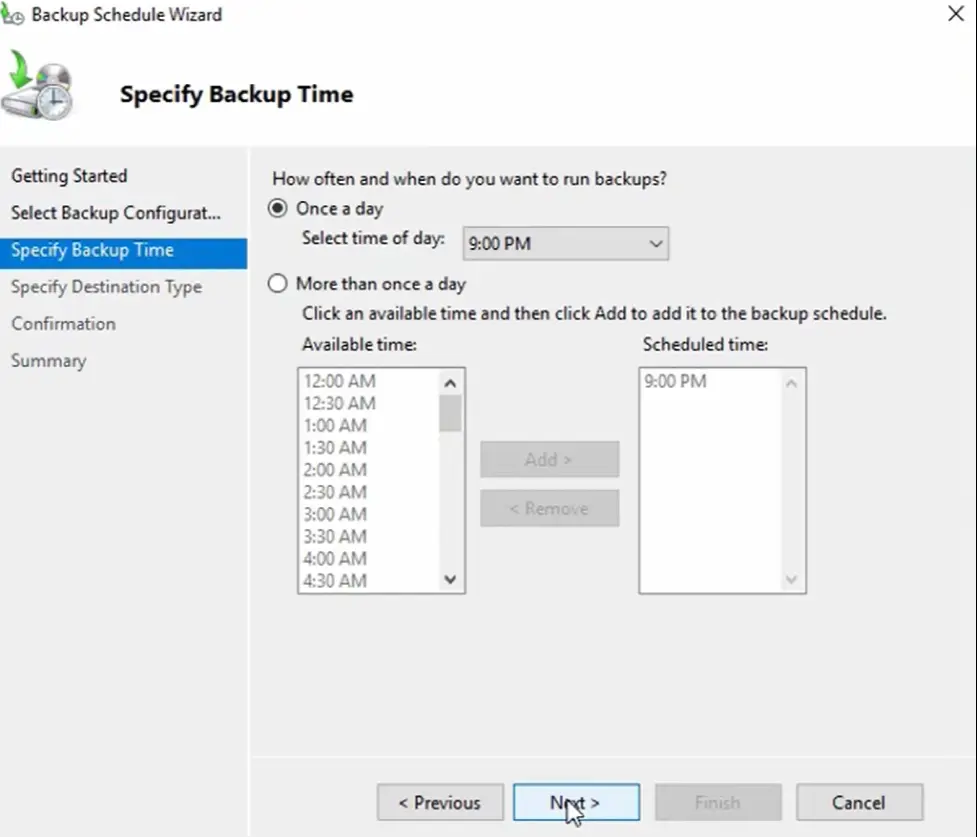 Backup Schedule Wizard
Specify Backup Time
Getting Started
Select Backup Configurat...
Specify Backup Time
Specify Destination Type
Confirmation
Summary
How often and when do you want to run backups?
Once a day
Select time of day: 9:00 PM
More than once a day
Click an available time and then click Add to add it to the backup schedule.
Available time: Scheduled time:
12:00 AM 9:00 PM
12:30 AM
1:00 AM
1:30 AM
2:00 AM
2:30 AM
3:00 AM
3:30 AM
4:00 AM
4:30 AM
Add >
< Remove
< Previous Next > Finish Cancel